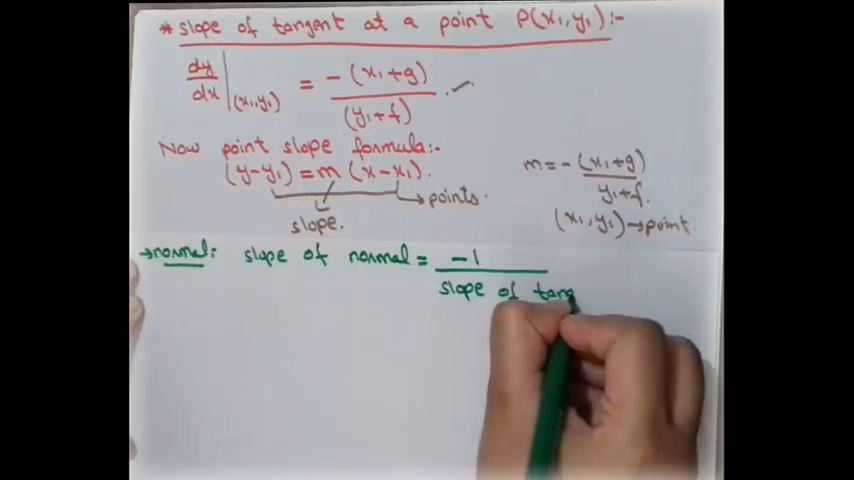 * slope of tangent at a point P(x₁,y₁) :-
dy/dx |(x₁,y₁) = -(x₁+g)/(y₁+f) . ✓
Now point slope formula:-
(y-y₁) = m (x-x₁).
→points.
slope.
m = -(x₁+g)/y₁+f.
(x₁,y₁)→point.
→normal: slope of normal = -1/slope of tang